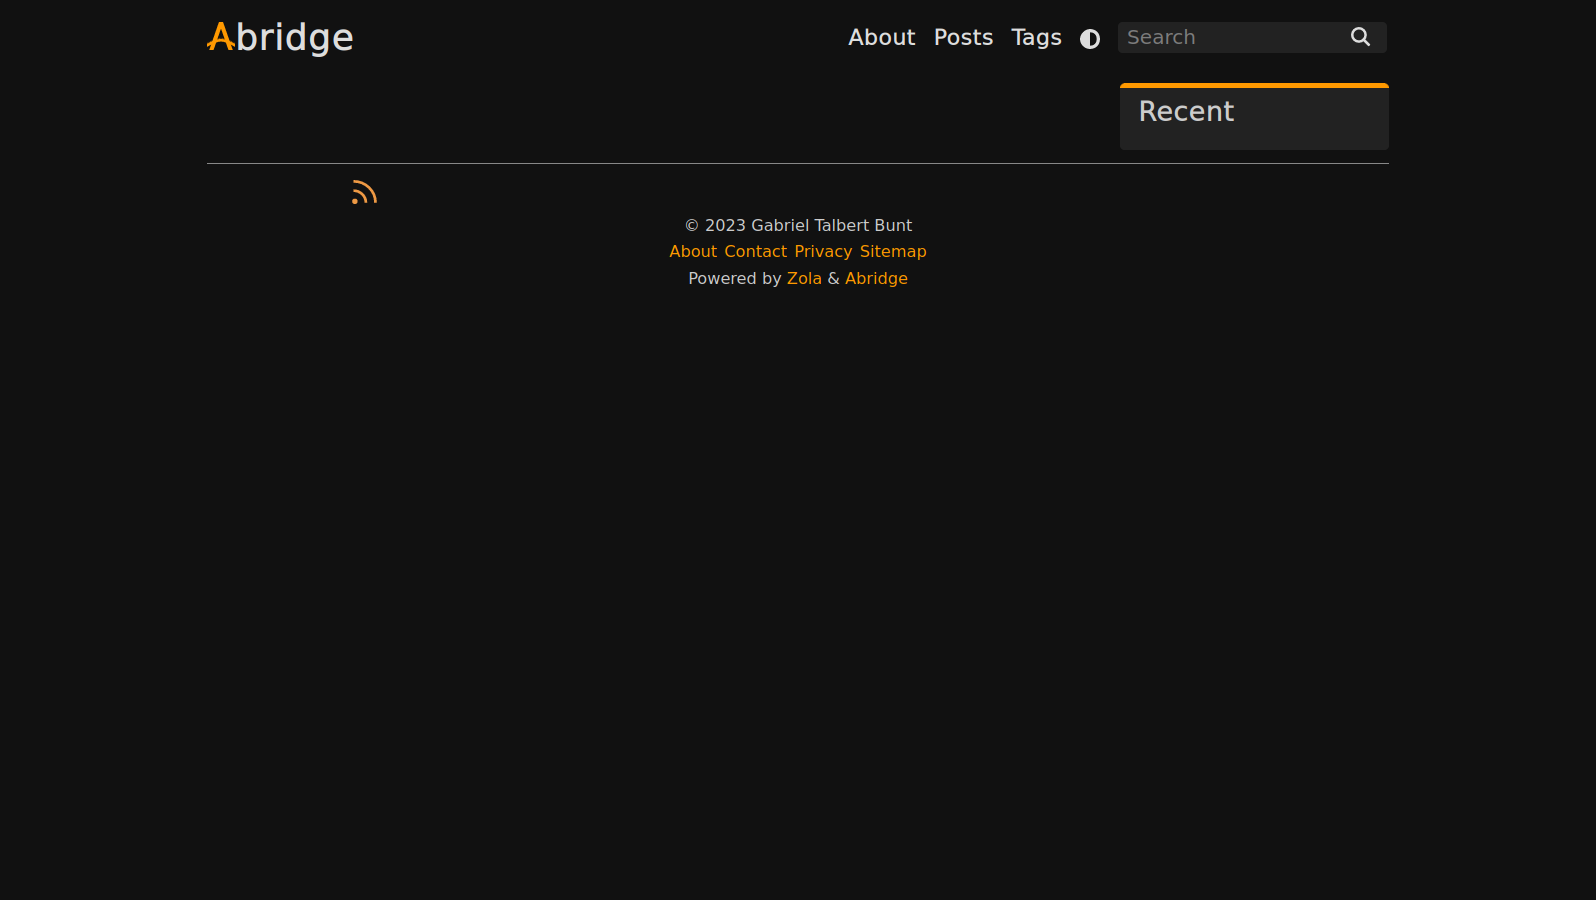 Abridge
About Posts Tags
Search
Recent
© 2023 Gabriel Talbert Bunt
About Contact Privacy Sitemap
Powered by Zola & Abridge